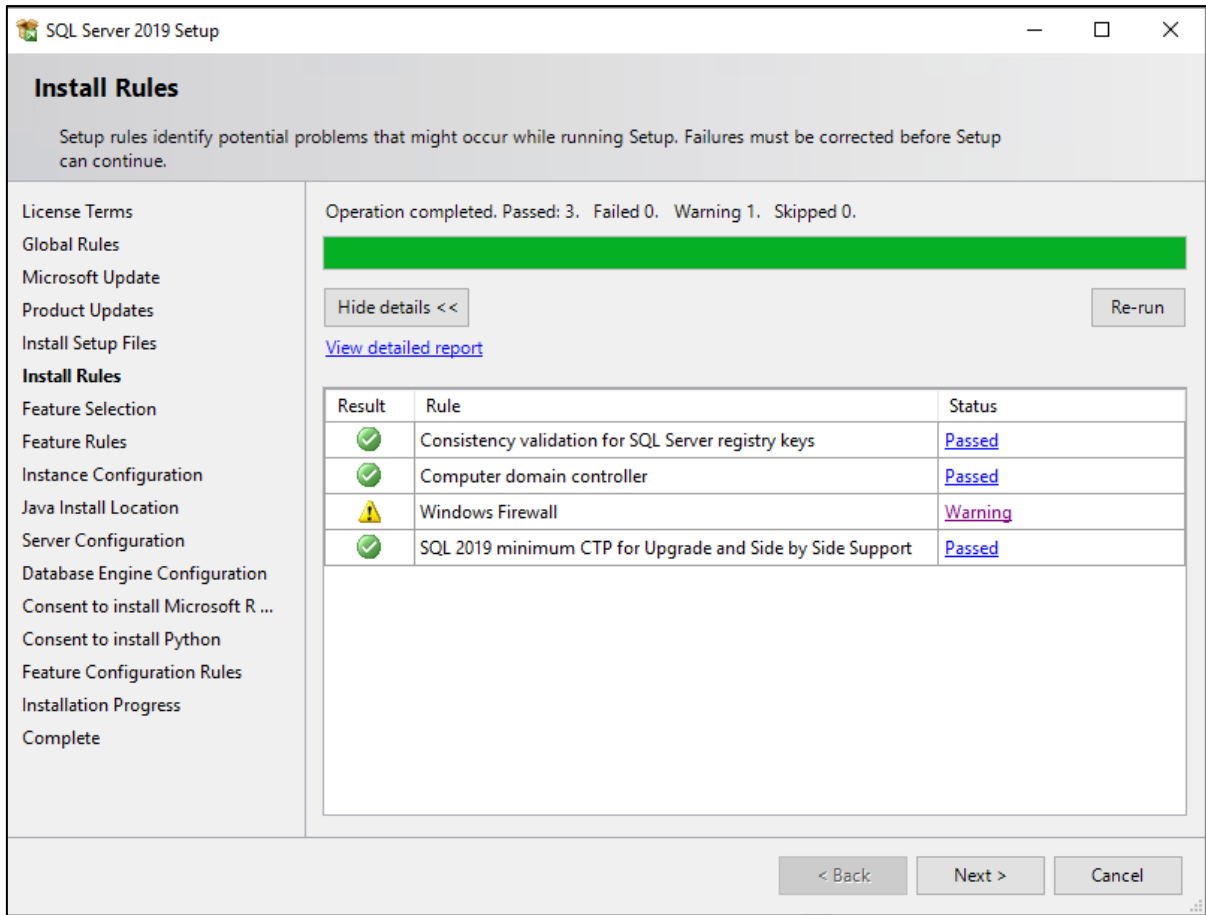 SQL Server 2019 Setup
Install Rules
Setup rules identify potential problems that might occur while running Setup. Failures must be corrected before Setup
can continue.
License Terms
Global Rules
Microsoft Update
Product Updates
Install Setup Files
Install Rules
Feature Selection
Feature Rules
Instance Configuration
Java Install Location
Server Configuration
Database Engine Configuration
Consent to install Microsoft R ...
Consent to install Python
Feature Configuration Rules
Installation Progress
Complete
Operation completed. Passed: 3.   Failed 0.   Warning 1.   Skipped 0.
Hide details << Re-run
View detailed report
Result Rule Status
Consistency validation for SQL Server registry keys Passed
Computer domain controller Passed
Windows Firewall Warning
SQL 2019 minimum CTP for Upgrade and Side by Side Support Passed
< Back Next > Cancel